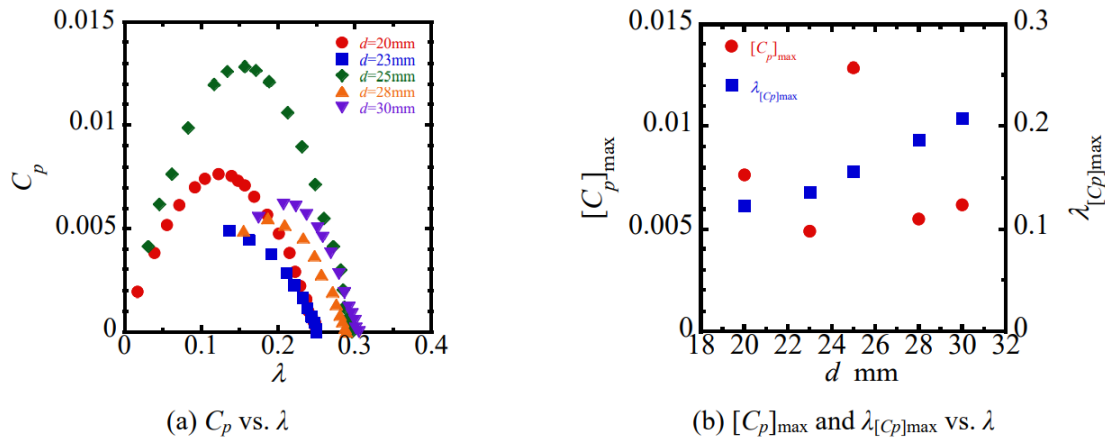 0.015
0.01
0.005
0
C_p
0 0.1 0.2 0.3 0.4
λ
d=20mm
d=23mm
d=25mm
d=28mm
d=30mm
(a) C_p vs. λ
0.015
0.01
0.005
0
[C_p]_max
[C_p]_max
λ_[Cp]max
0.3
0.2
0.1
0
λ_[Cp]max
18 20 22 24 26 28 30 32
d mm
(b) [C_p]_max and λ_[Cp]max vs. λ